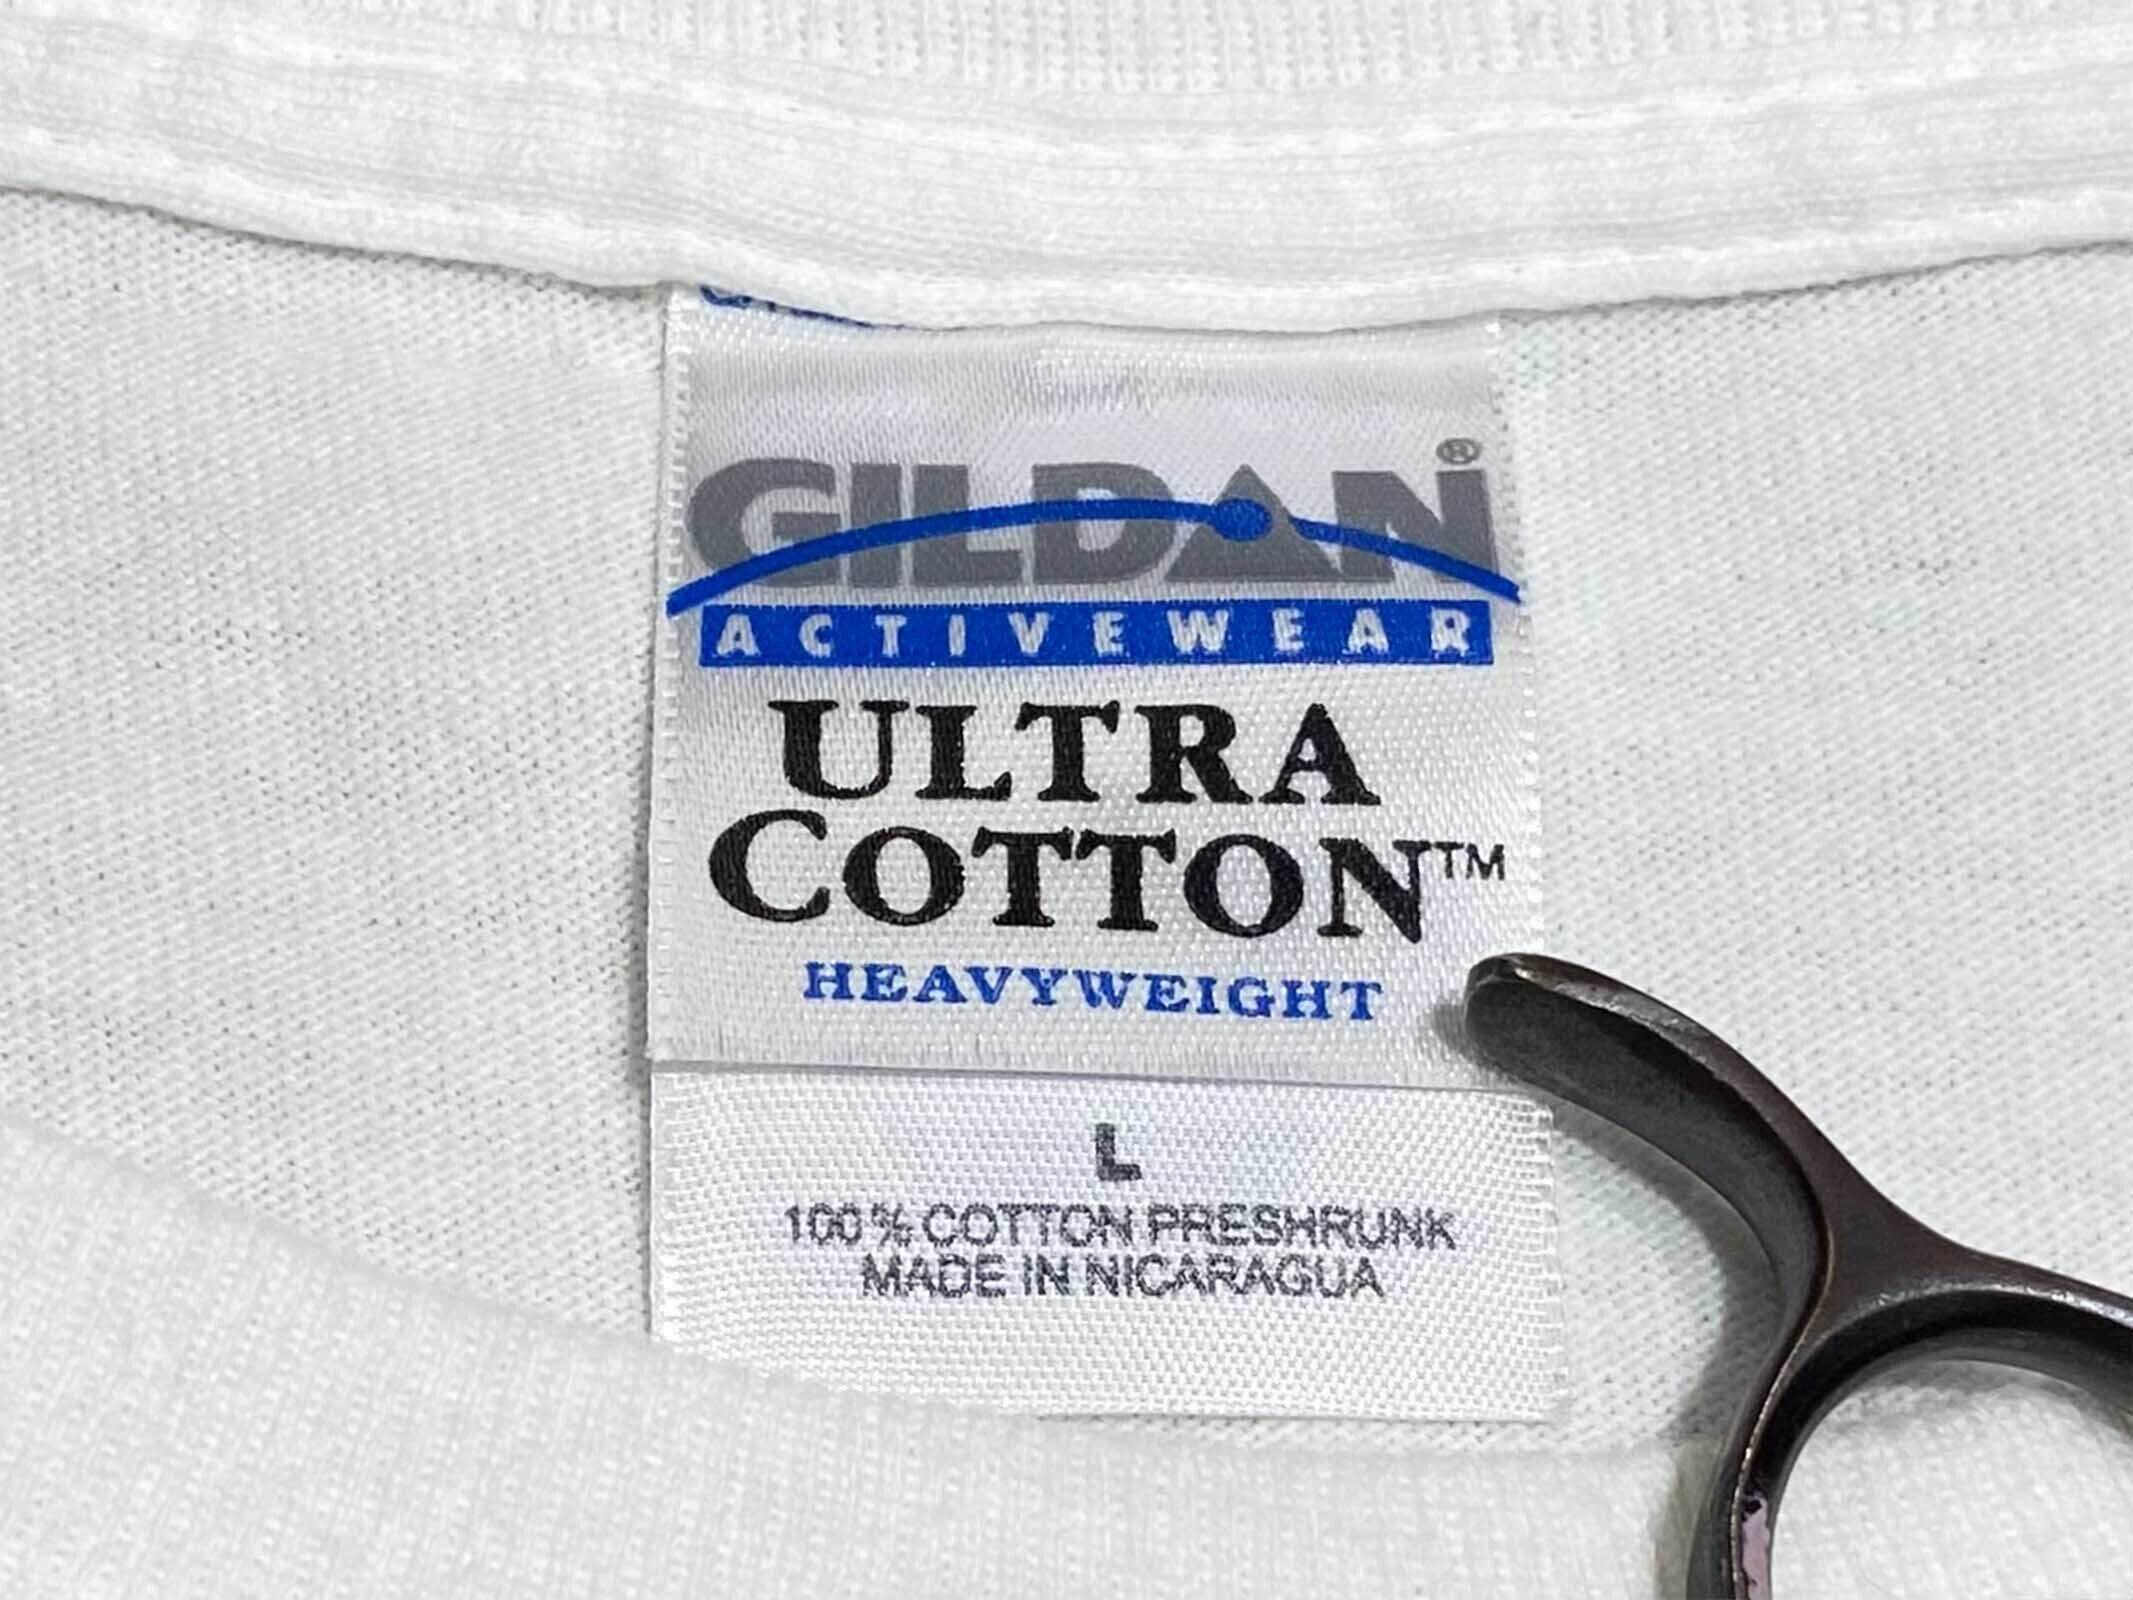 GILDAN®
ACTIVEWEAR
ULTRA
COTTON™
HEAVYWEIGHT
L
100% COTTON PRESHRUNK
MADE IN NICARAGUA